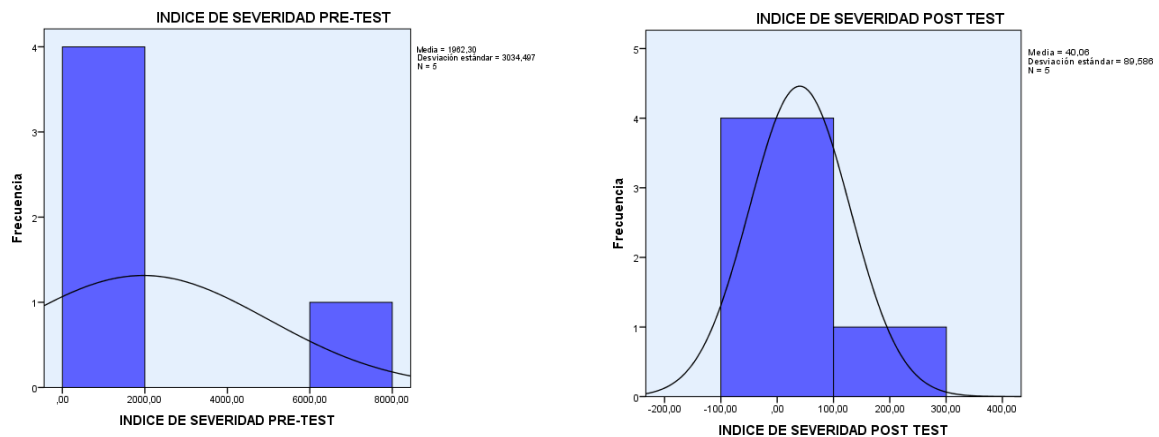 INDICE DE SEVERIDAD PRE-TEST
Media = 1962,30
Desviación estándar = 3034,497
N = 5
Frecuencia
4
3
2
1
0
,00
2000,00
4000,00
6000,00
8000,00
INDICE DE SEVERIDAD PRE-TEST
INDICE DE SEVERIDAD POST TEST
Media = 40,06
Desviación estándar = 89,586
N = 5
Frecuencia
5
4
3
2
1
0
-200,00
-100,00
,00
100,00
200,00
300,00
400,00
INDICE DE SEVERIDAD POST TEST